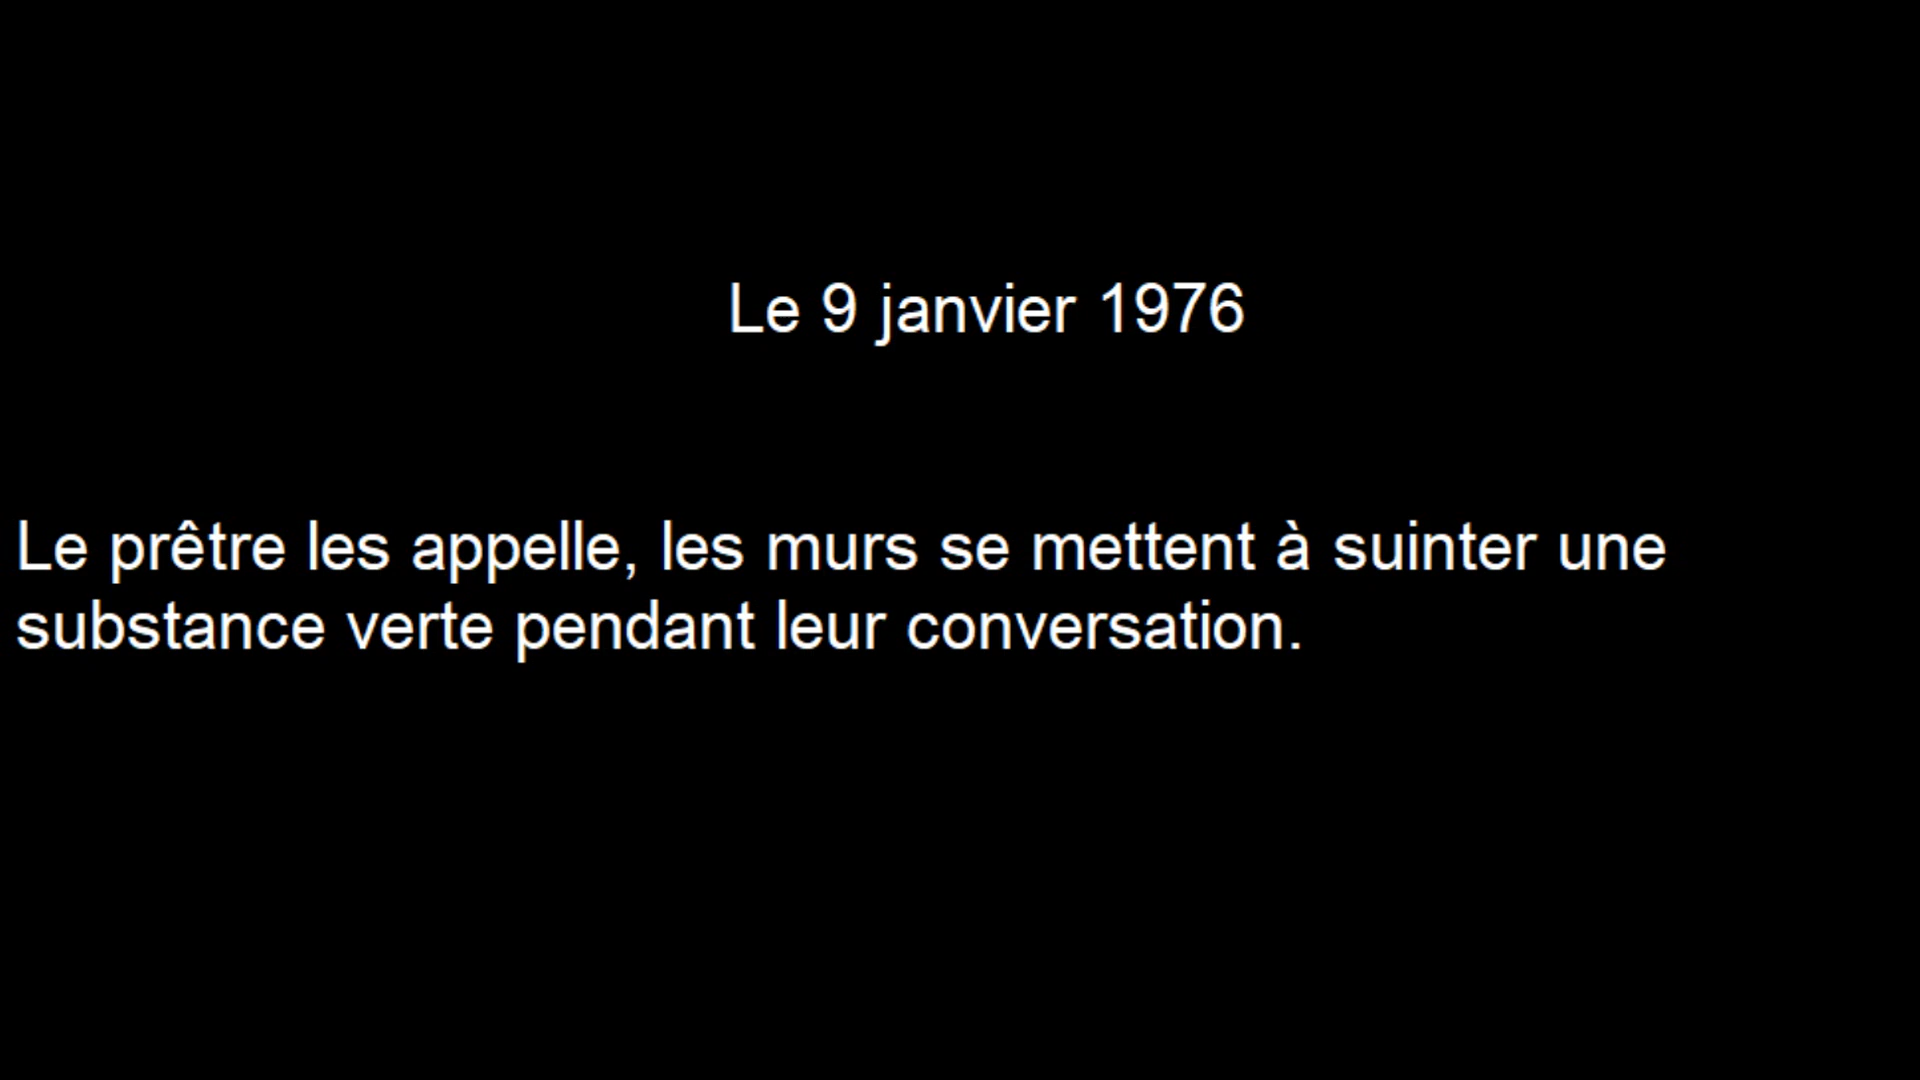 Le 9 janvier 1976
Le prêtre les appelle, les murs se mettent à suinter une
substance verte pendant leur conversation.